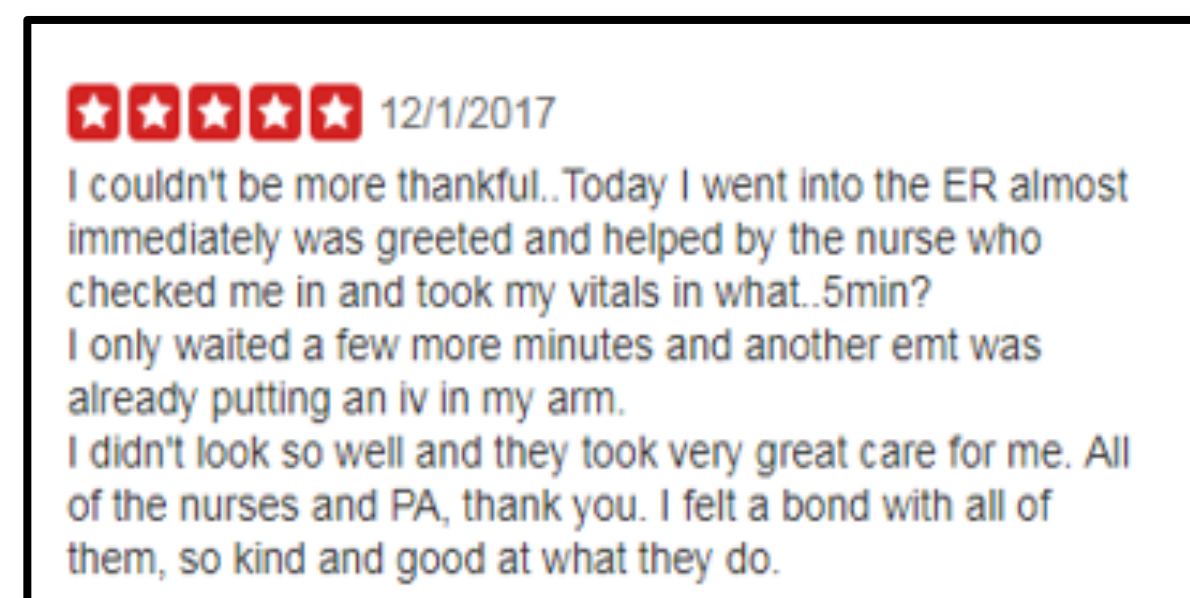 12/1/2017
I couldn't be more thankful..Today I went into the ER almost
immediately was greeted and helped by the nurse who
checked me in and took my vitals in what..5min?
I only waited a few more minutes and another emt was
already putting an iv in my arm.
I didn't look so well and they took very great care for me. All
of the nurses and PA, thank you. I felt a bond with all of
them, so kind and good at what they do.